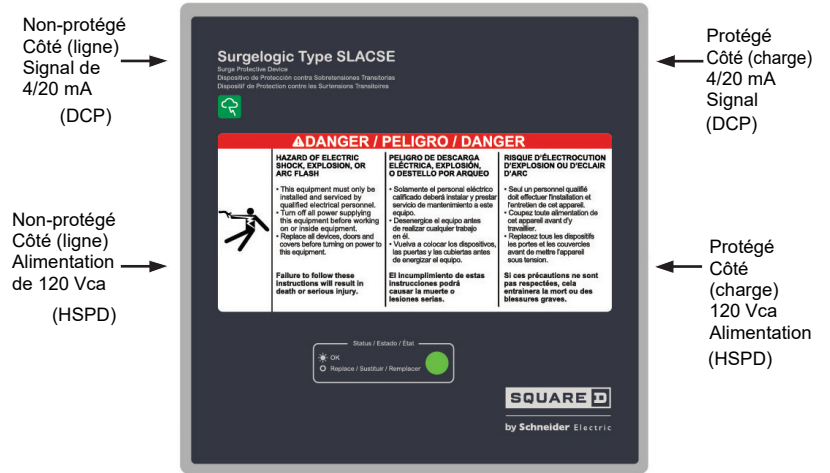 Non-protégé
Côté (ligne)
Signal de
4/20 mA
(DCP)
Non-protégé
Côté (ligne)
Alimentation
de 120 Vca
(HSPD)
Surgelogic Type SLACSE
Surge Protective Device
Dispositivo de Protección contra Sobretensiones Transitorias
Dispositif de Protection contre les Surtensions Transitoires
DANGER / PELIGRO / DANGER
HAZARD OF ELECTRIC
SHOCK, EXPLOSION, OR
ARC FLASH
• This equipment must only be
installed and serviced by
qualified electrical personnel.
• Turn off all power supplying
this equipment before working
on or inside equipment.
• Replace all devices, doors and
covers before turning on power to
this equipment.
Failure to follow these
instructions will result in
death or serious injury.
PELIGRO DE DESCARGA
ELÉCTRICA, EXPLOSIÓN,
O DESTELLO POR ARQUEO
• Solamente el personal eléctrico
calificado deberá instalar y prestar
servicio de mantenimiento a este
equipo.
• Desenergice el equipo antes
de realizar cualquier trabajo
en él.
• Vuelva a colocar los dispositivos,
las puertas y las cubiertas antes
de energizar el equipo.
El incumplimiento de estas
instrucciones podrá
causar la muerte o
lesiones serias.
RISQUE D'ÉLECTROCUTION
D'EXPLOSION OU D'ECLAIR
D'ARC
• Seul un personnel qualifié
doit effectuer l'installation et
l'entretien de cet appareil.
• Coupez toute alimentation de
cet appareil avant d'y
travailler.
• Replacez tous les dispositifs
les portes et les couvercles
avant de mettre l'appareil
sous tension.
Si ces précautions ne sont
pas respectées, cela
entrainera la mort ou des
blessures graves.
Status / Estado / État
OK
Replace / Sustituir / Remplacer
SQUARE D
by Schneider Electric
Protégé
Côté (charge)
4/20 mA
Signal
(DCP)
Protégé
Côté
(charge)
120 Vca
Alimentation
(HSPD)